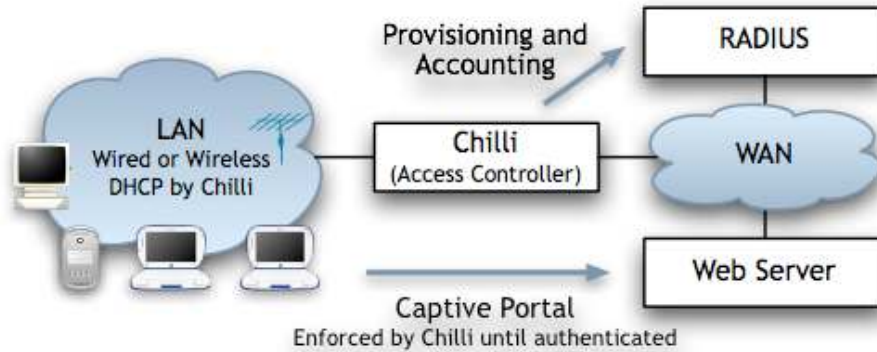 Provisioning and
Accounting
RADIUS
LAN
Wired or Wireless
DHCP by Chilli
Chilli
(Access Controller)
WAN
Web Server
Captive Portal
Enforced by Chilli until authenticated